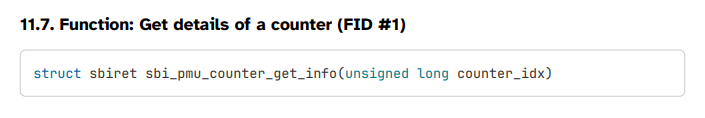 11.7. Function: Get details of a counter (FID #1)
struct sbiret sbi_pmu_counter_get_info(unsigned long counter_idx)